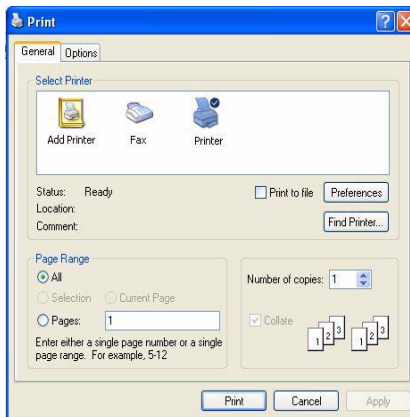 Print
General Options
Select Printer
Add Printer Fax Printer
Status: Ready
Print to file Preferences
Location:
Comment:
Find Printer...
Page Range
All
Selection Current Page
Pages: 1
Enter either a single page number or a single
page range. For example, 5-12
Number of copies: 1
Collate
1 2 3 1 2 3
Print Cancel Apply